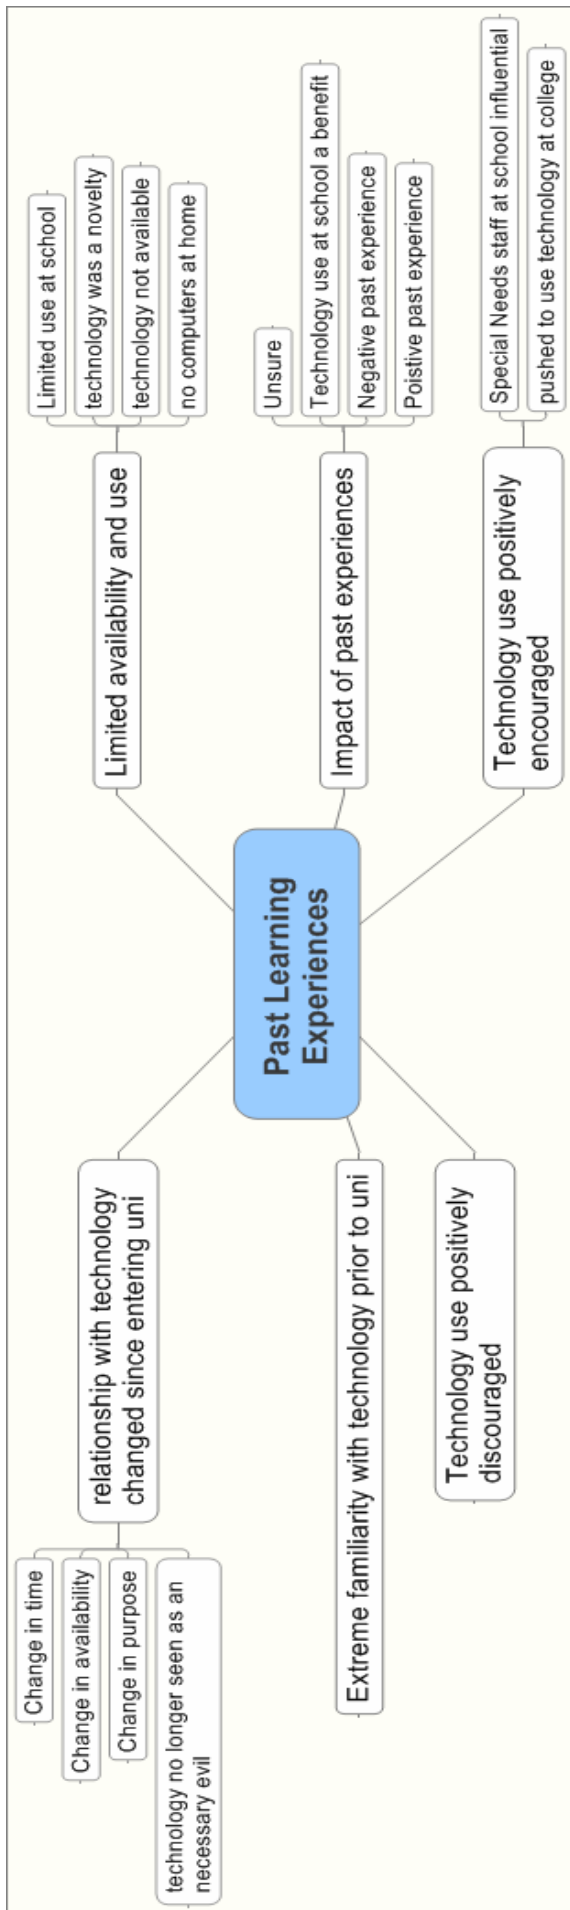 Past Learning
Experiences
relationship with technology
changed since entering uni
Change in time
Change in availability
Change in purpose
technology no longer seen as an
necessary evil
Extreme familiarity with technology prior to uni
Technology use positively
discouraged
Limited availability and use
Limited use at school
technology was a novelty
technology not available
no computers at home
Impact of past experiences
Unsure
Technology use at school a benefit
Negative past experience
Poistive past experience
Technology use positively
encouraged
Special Needs staff at school influential
pushed to use technology at college